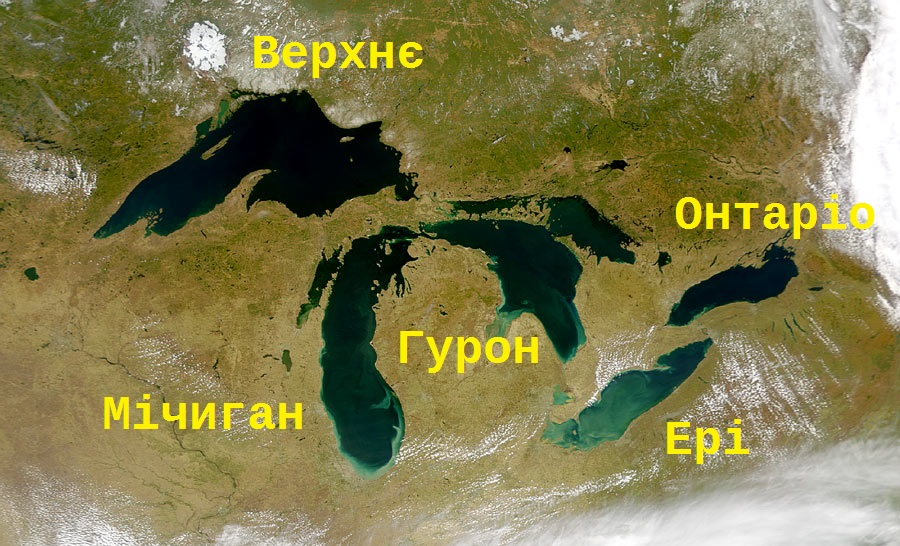 Верхнє
Онтаріо
Гурон
Мічиган
Ері